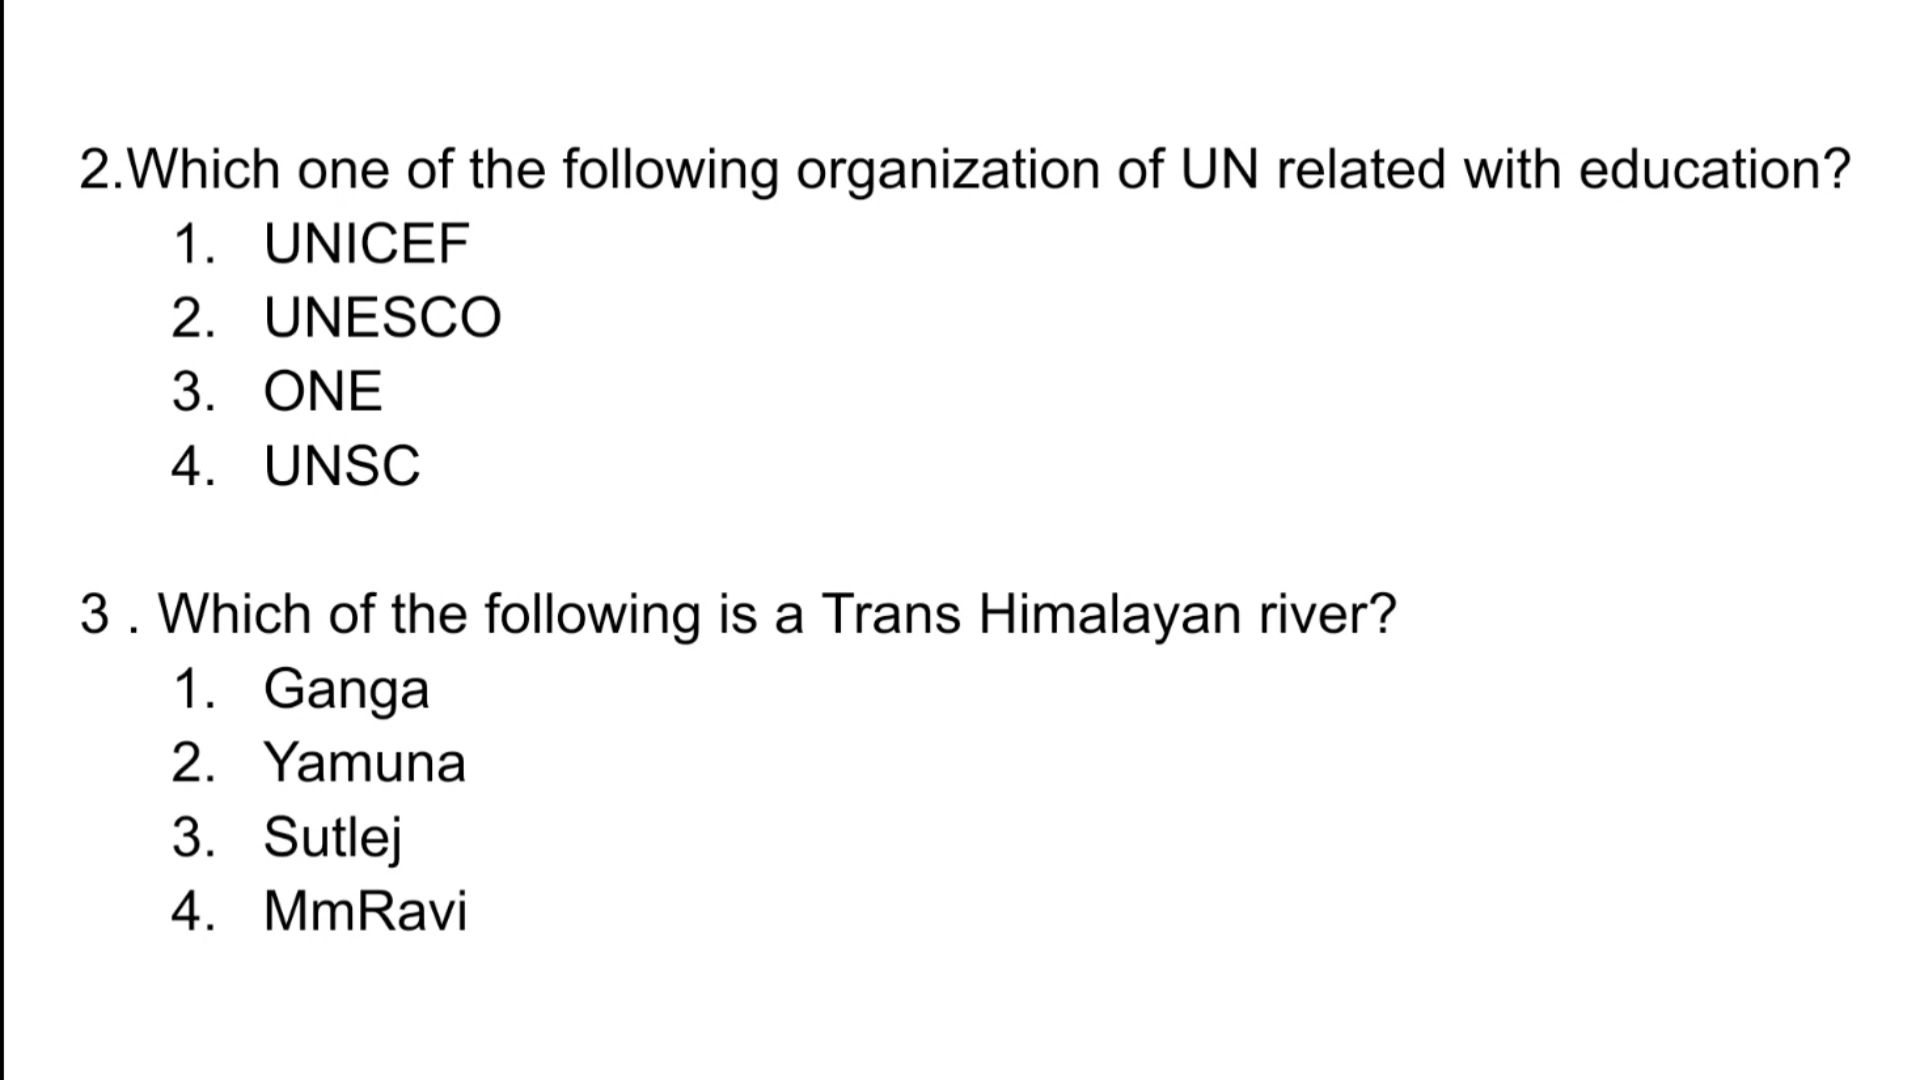 2.Which one of the following organization of UN related with education?
1. UNICEF
2. UNESCO
3. ONE
4. UNSC
3 . Which of the following is a Trans Himalayan river?
1. Ganga
2. Yamuna
3. Sutlej
4. MmRavi